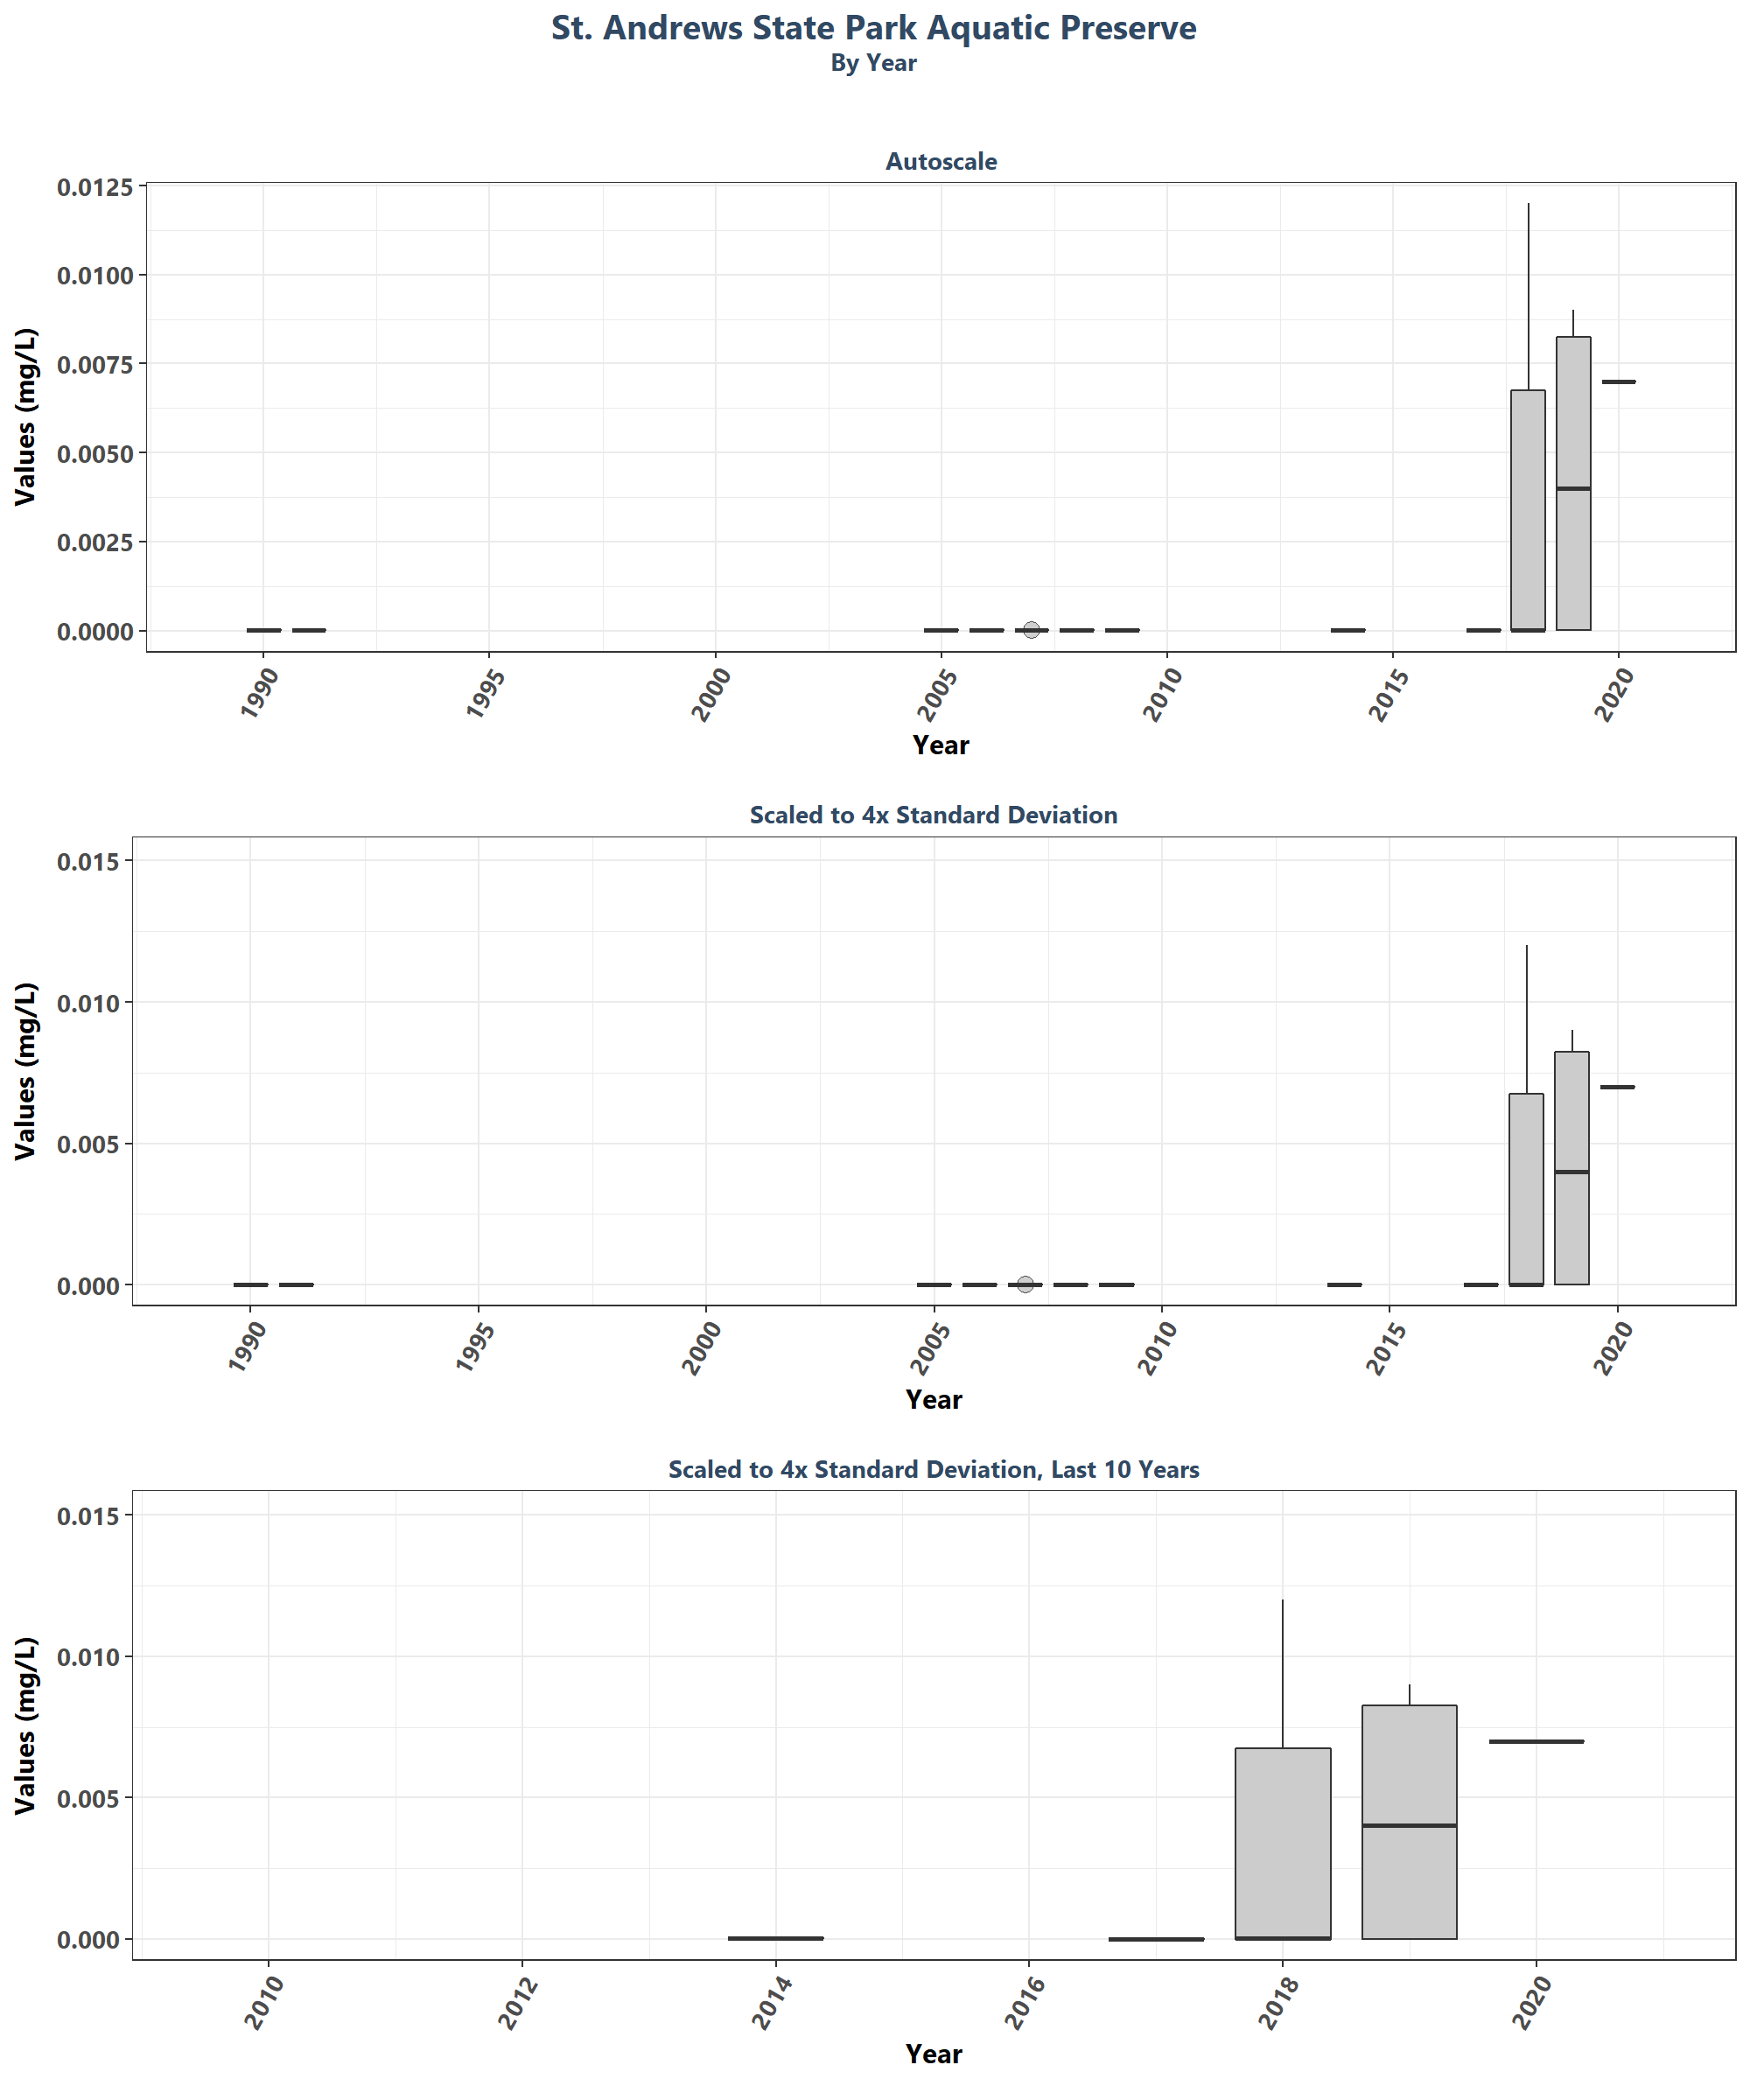 St. Andrews State Park Aquatic Preserve
By Year
Autoscale
Values (mg/L)
0.0125
0.0100
0.0075
0.0050
0.0025
0.0000
1990 1995 2000 2005 2010 2015 2020
Year
Scaled to 4x Standard Deviation
Values (mg/L)
0.015
0.010
0.005
0.000
1990 1995 2000 2005 2010 2015 2020
Year
Scaled to 4x Standard Deviation, Last 10 Years
Values (mg/L)
0.015
0.010
0.005
0.000
2010 2012 2014 2016 2018 2020
Year